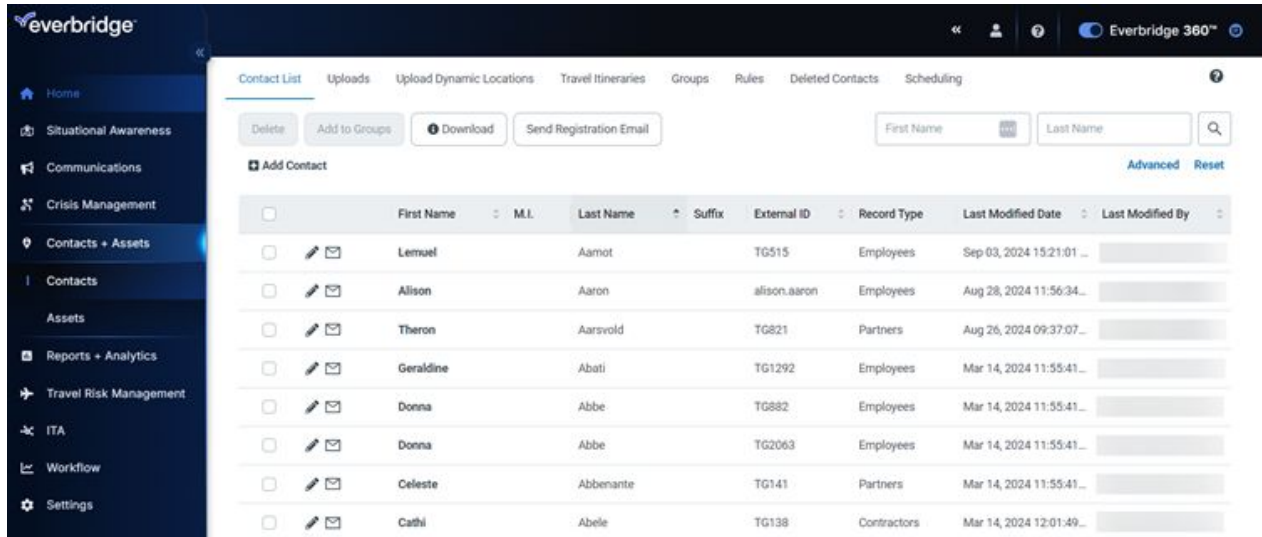 everbridge
Everbridge 360™
Home
Situational Awareness
Communications
Crisis Management
Contacts + Assets
Contacts
Assets
Reports + Analytics
Travel Risk Management
ITA
Workflow
Settings
Contact List Uploads Upload Dynamic Locations Travel Itineraries Groups Rules Deleted Contacts Scheduling
Delete Add to Groups Download Send Registration Email First Name Last Name
Add Contact Advanced Reset
First Name M.I. Last Name Suffix External ID Record Type Last Modified Date Last Modified By
Lemuel Aamot TG515 Employees Sep 03, 2024 15:21:01 ...
Alison Aaron alison.aaron Employees Aug 28, 2024 11:56:34...
Theron Aarsvold TG821 Partners Aug 26, 2024 09:37:07...
Geraldine Abati TG1292 Employees Mar 14, 2024 11:55:41...
Donna Abbe TG882 Employees Mar 14, 2024 11:55:41...
Donna Abbe TG2063 Employees Mar 14, 2024 11:55:41...
Celeste Abbenante TG141 Partners Mar 14, 2024 11:55:41...
Cathi Abele TG138 Contractors Mar 14, 2024 12:01:49...